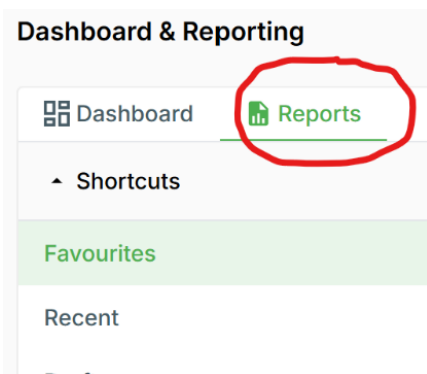 Dashboard & Reporting
Dashboard Reports
Shortcuts
Favourites
Recent